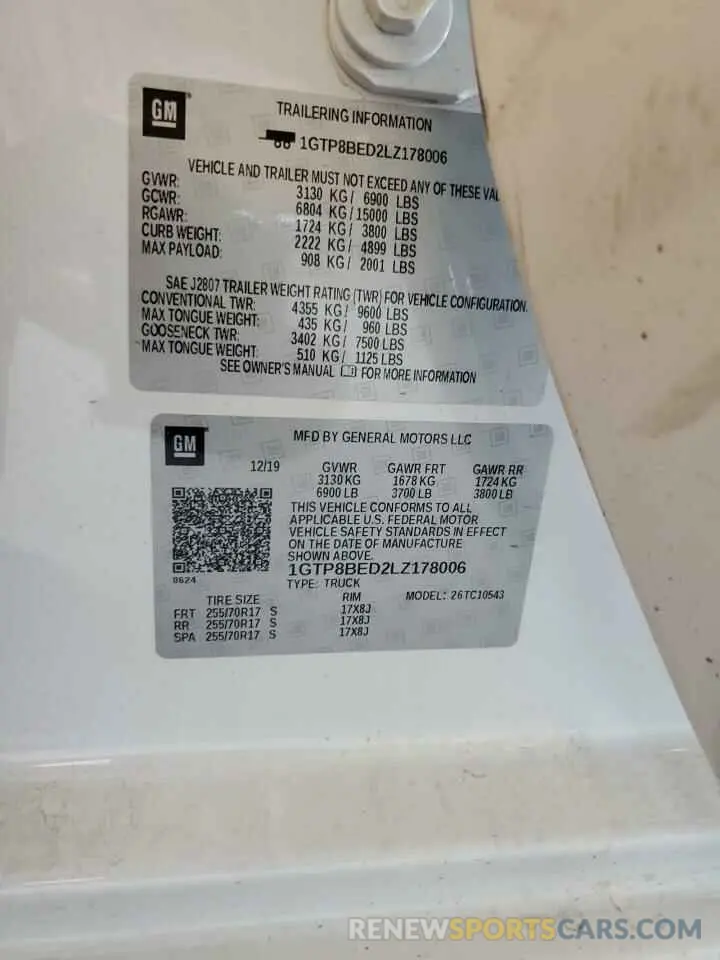 GM
TRAILERING INFORMATION
1GTP8BED2LZ178006
VEHICLE AND TRAILER MUST NOT EXCEED ANY OF THESE
GVWR: 3130 KG/ 6900 LBS
GCWR: 6804 KG/15000 LBS
RGAWR: 1724 KG/ 3800 LBS
CURB WEIGHT: 2222 KG/ 4899 LBS
MAX PAYLOAD: 908 KG/ 2001 LBS
SAE J2807 TRAILER WEIGHT RATING (TWR) FOR VEHICLE CONFIGURATION.
CONVENTIONAL TWR: 4355 KG/ 9600 LBS
MAX TONGUE WEIGHT: 435 KG/ 960 LBS
GOOSENECK TWR: 3402 KG/ 7500 LBS
MAX TONGUE WEIGHT: 510 KG/ 1125 LBS
SEE OWNER'S MANUAL FOR MORE INFORMATION
GM
MFD BY GENERAL MOTORS LLC
12/19 GVWR GAWR FRT GAWR RR
3130 KG 1678 KG 1724 KG
6900 LB 3700 LB 3800 LB
THIS VEHICLE CONFORMS TO ALL
APPLICABLE U.S. FEDERAL MOTOR
VEHICLE SAFETY STANDARDS IN EFFECT
ON THE DATE OF MANUFACTURE
SHOWN ABOVE.
1GTP8BED2LZ178006
0624
TYPE: TRUCK
TIRE SIZE RIM MODEL: 26TC10543
FRT 255/70R17 S 17X8J
RR 255/70R17 S 17X8J
SPA 255/70R17 S 17X8J
RENEWSPORTSCARS.COM